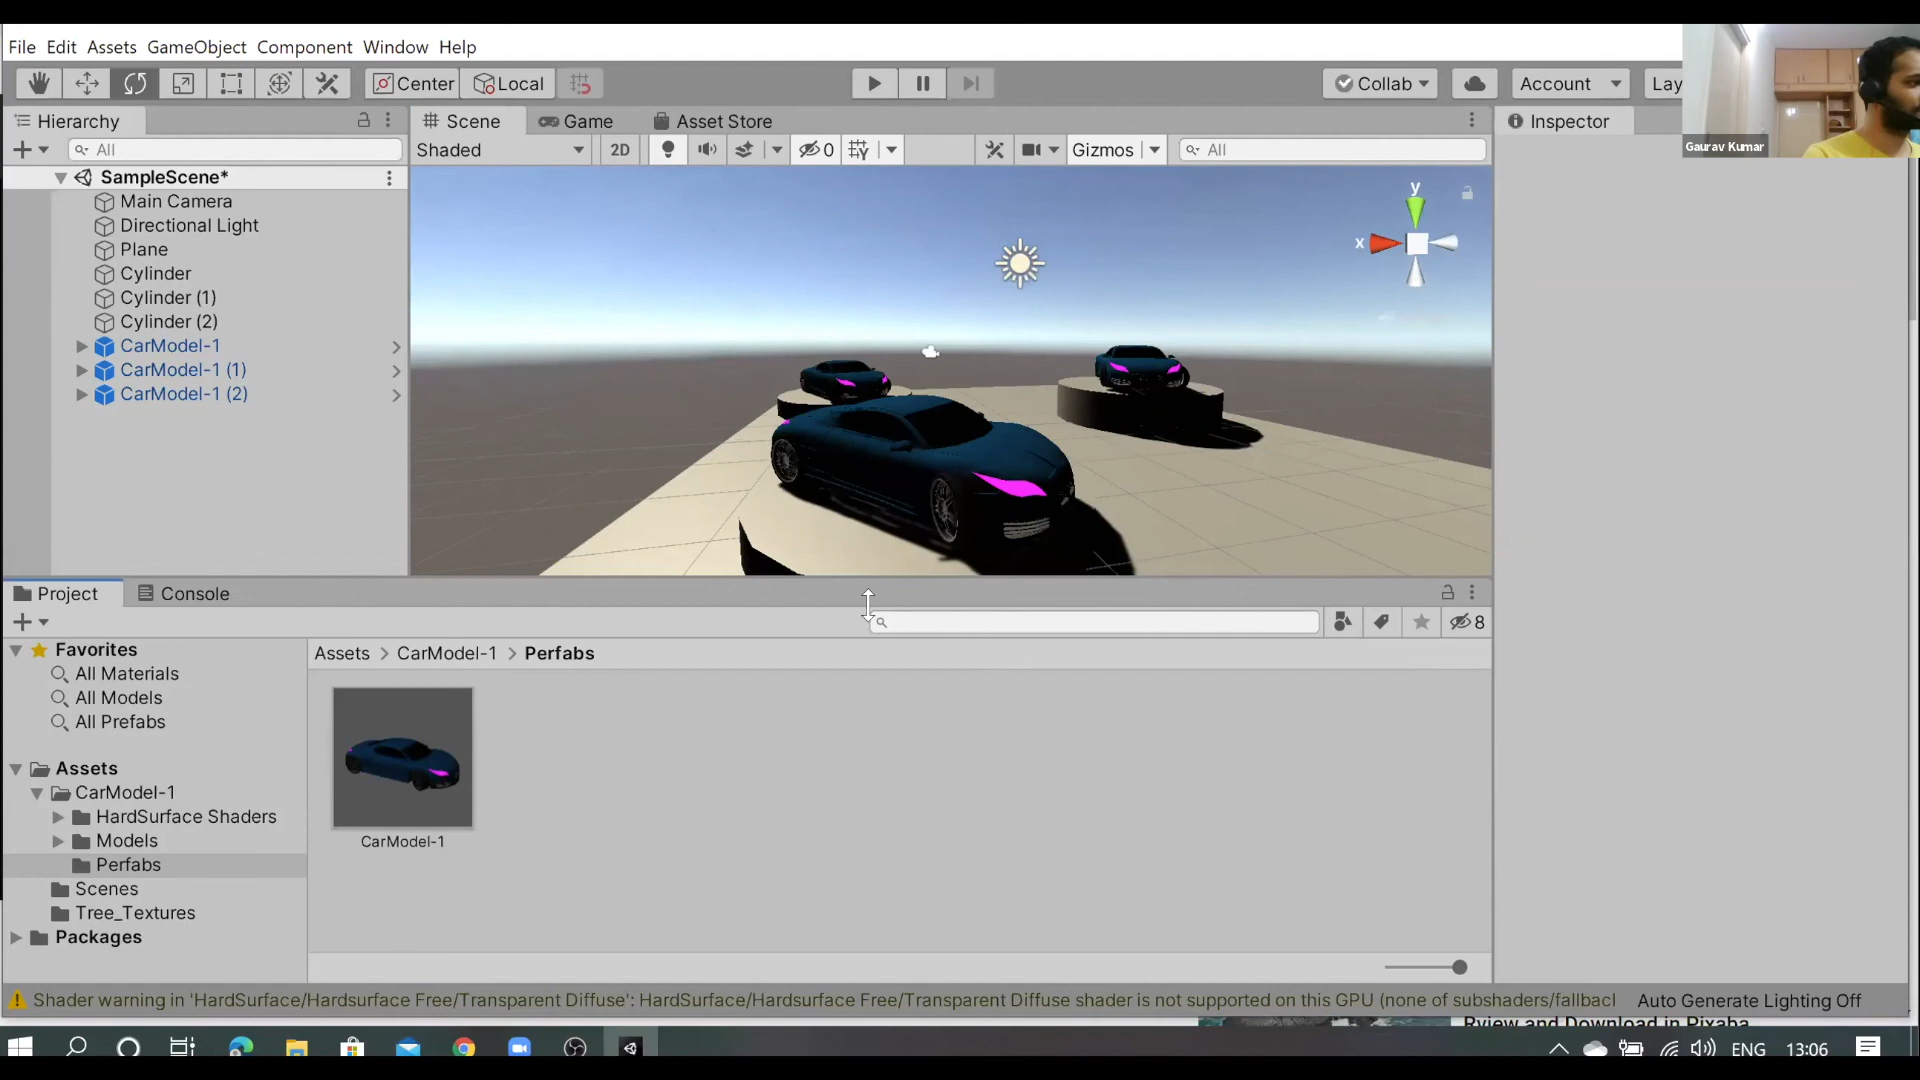 File Edit Assets GameObject Component Window Help
Center Local Collab Account Lay
Gaurav Kumar
Hierarchy Scene Game Asset Store Inspector
All Shaded 2D 0 Gizmos All
SampleScene*
Main Camera
Directional Light
Plane
Cylinder
Cylinder (1)
Cylinder (2)
CarModel-1
CarModel-1 (1)
CarModel-1 (2)
y
x
Project Console
8
Favorites
All Materials
All Models
All Prefabs
Assets
CarModel-1
HardSurface Shaders
Models
Perfabs
Scenes
Tree_Textures
Packages
Assets > CarModel-1 > Perfabs
CarModel-1
Shader warning in 'HardSurface/Hardsurface Free/Transparent Diffuse': HardSurface/Hardsurface Free/Transparent Diffuse shader is not supported on this GPU (none of subshaders/fallbacl Auto Generate Lighting Off
ENG 13:06